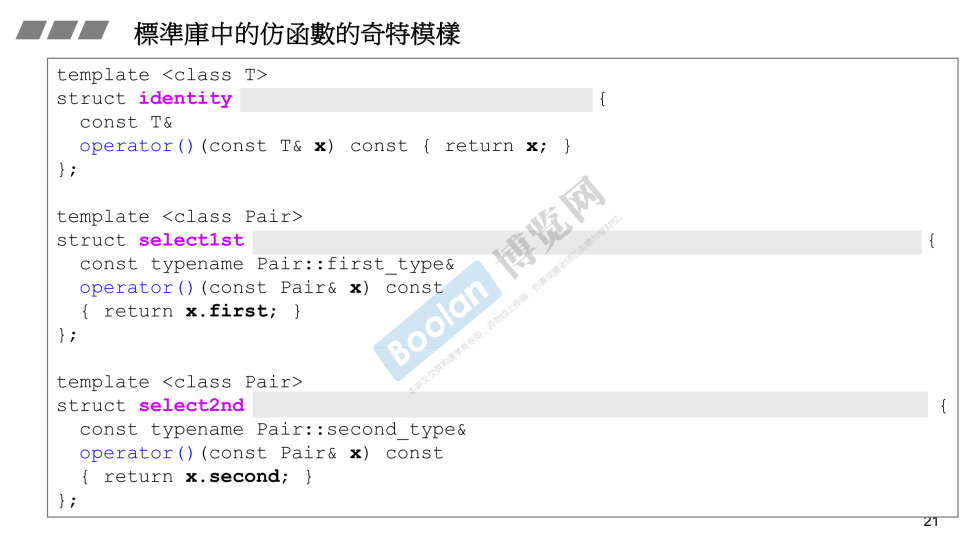 標準庫中的仿函數的奇特模樣
template <class T>
struct identity {
const T&
operator()(const T& x) const { return x; }
};
template <class Pair>
struct select1st {
const typename Pair::first_type&
operator()(const Pair& x) const
{ return x.first; }
};
template <class Pair>
struct select2nd {
const typename Pair::second_type&
operator()(const Pair& x) const
{ return x.second; }
};
Boolan 博览网
21